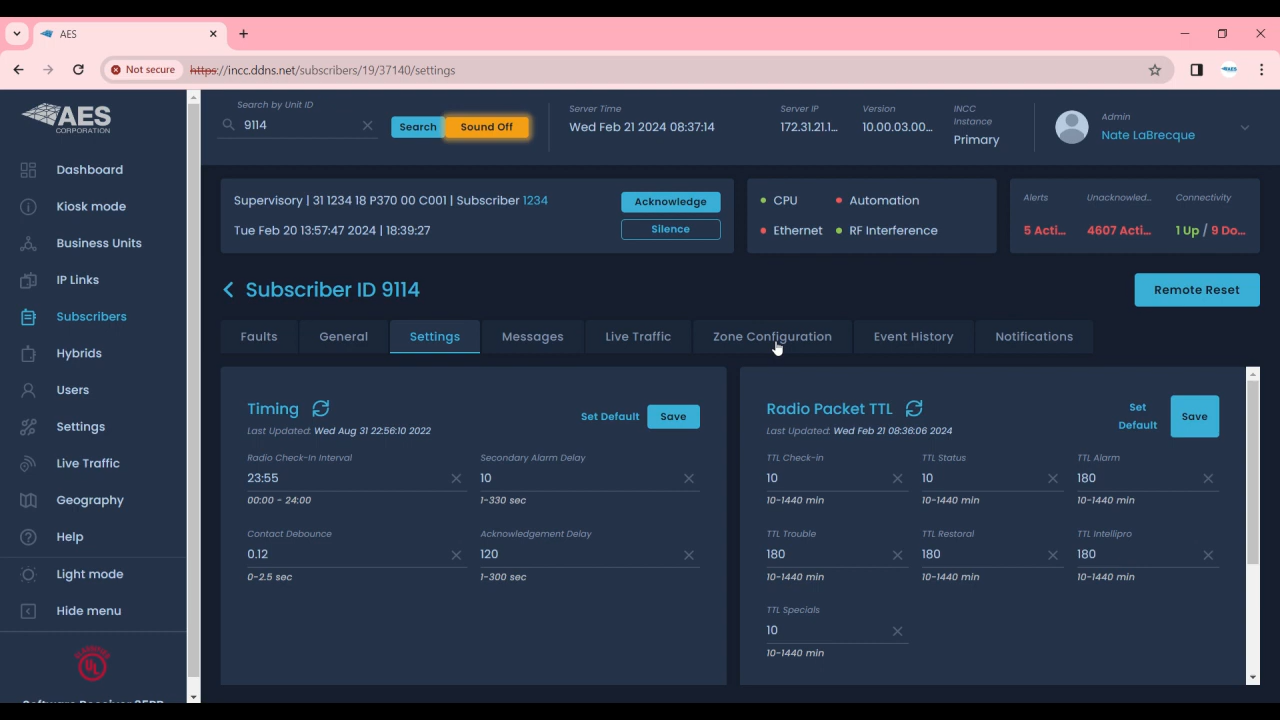 AES
Not secure
https://incc.ddns.net/subscribers/19/37140/settings
AES
AES
CORPORATION
Search by Unit ID
9114
Search
Sound Off
Server Time
Wed Feb 21 2024 08:37:14
Server IP
172.31.21.1...
Version
10.00.03.00...
INCC
Instance
Primary
Admin
Nate LaBrecque
Dashboard
Kiosk mode
Business Units
IP Links
Subscribers
Hybrids
Users
Settings
Live Traffic
Geography
Help
Light mode
Hide menu
UL
Supervisory | 31 1234 18 P370 00 C001 | Subscriber 1234
Tue Feb 20 13:57:47 2024 | 18:39:27
Acknowledge
Silence
CPU
Automation
Ethernet
RF Interference
Alerts
Unacknowled...
Connectivity
5 Acti...
4607 Acti...
1 Up / 9 Do...
Subscriber ID 9114
Remote Reset
Faults
General
Settings
Messages
Live Traffic
Zone Configuration
Event History
Notifications
Timing
Set Default
Save
Last Updated: Wed Aug 31 22:56:10 2022
Radio Check-In Interval
23:55
00:00 - 24:00
Secondary Alarm Delay
10
1-330 sec
Contact Debounce
0.12
0-2.5 sec
Acknowledgement Delay
120
1-300 sec
Radio Packet TTL
Set
Default
Save
Last Updated: Wed Feb 21 08:36:06 2024
TTL Check-in
10
10-1440 min
TTL Status
10
10-1440 min
TTL Alarm
180
10-1440 min
TTL Trouble
180
10-1440 min
TTL Restoral
180
10-1440 min
TTL Intellipro
180
10-1440 min
TTL Specials
10
10-1440 min